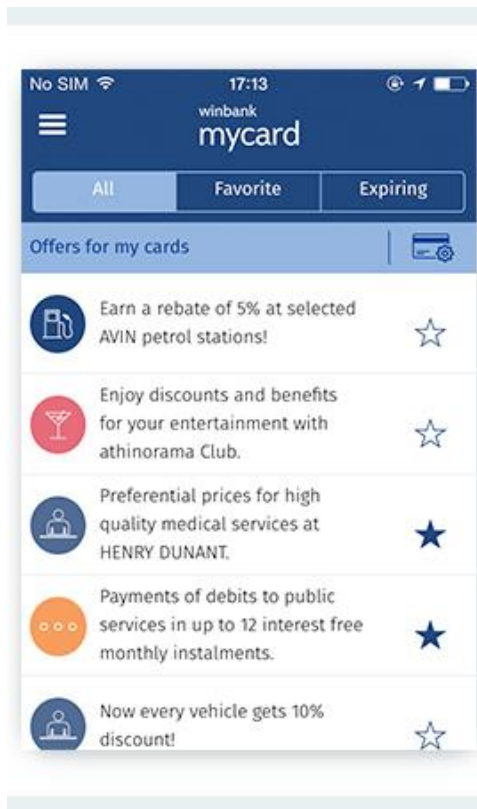 No SIM 17:13
winbank
mycard
All Favorite Expiring
Offers for my cards
Earn a rebate of 5% at selected
AVIN petrol stations!
Enjoy discounts and benefits
for your entertainment with
athinorama Club.
Preferential prices for high
quality medical services at
HENRY DUNANT.
Payments of debits to public
services in up to 12 interest free
monthly instalments.
Now every vehicle gets 10%
discount!